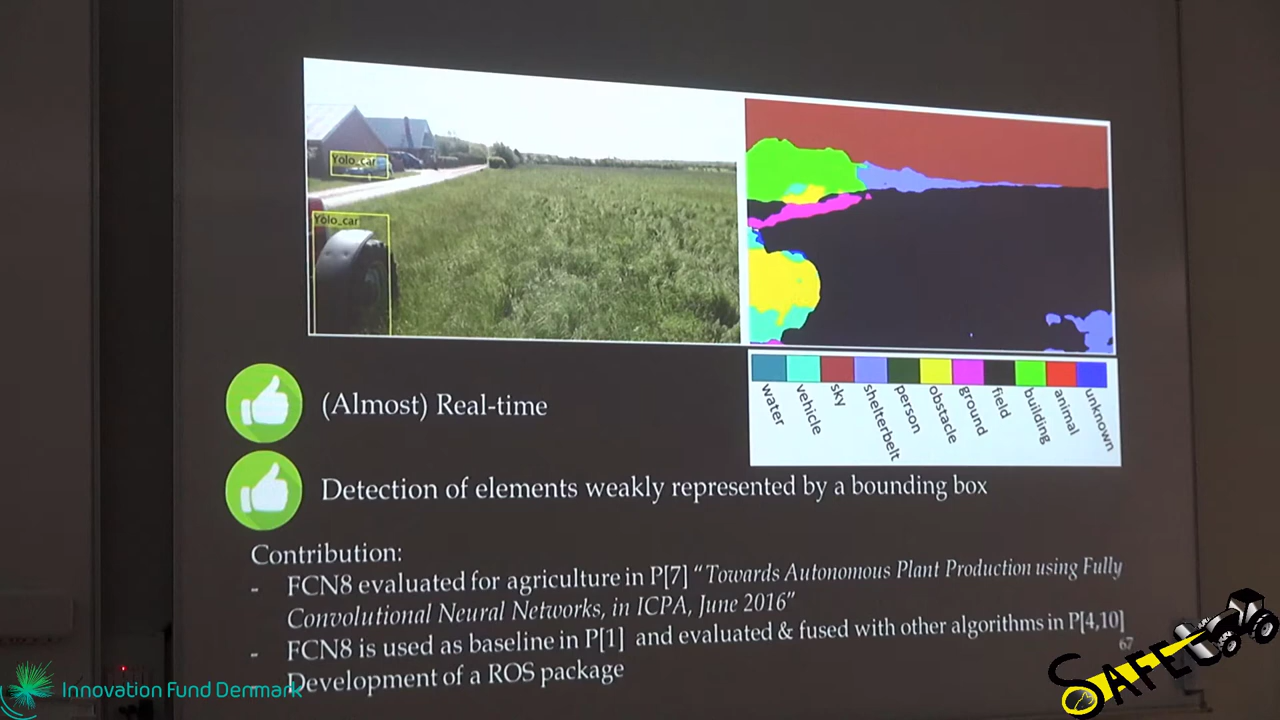 Yolo_car
Yolo_car
water
vehicle
sky
shelterbelt
person
obstacle
ground
field
building
animal
unknown
(Almost) Real-time
Detection of elements weakly represented by a bounding box
Contribution:
- FCN8 evaluated for agriculture in P[7] “Towards Autonomous Plant Production using Fully
Convolutional Neural Networks, in ICPA, June 2016”
- FCN8 is used as baseline in P[1] and evaluated & fused with other algorithms in P[4,10]
- Development of a ROS package
67
Innovation Fund Denmark
SAFE